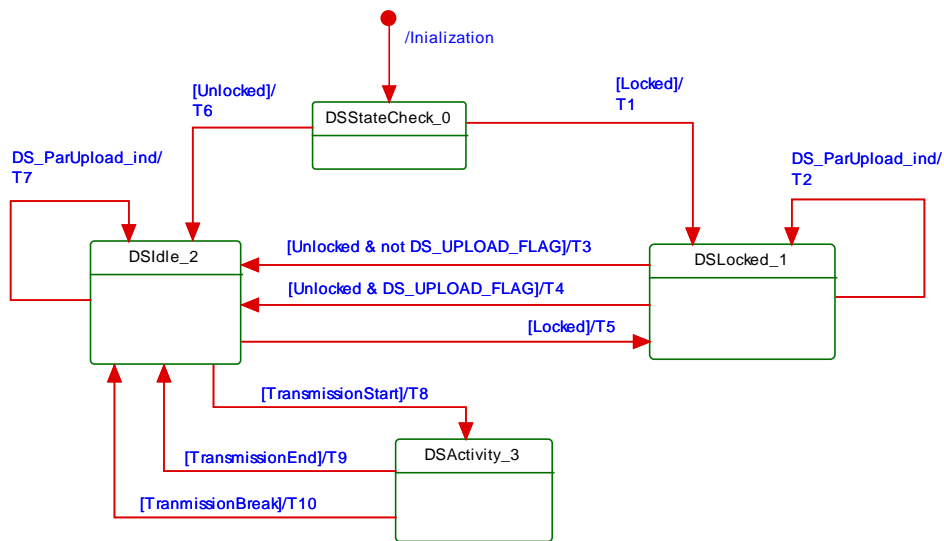 /Inialization
[Unlocked]/
T6
[Locked]/
T1
DSStateCheck_0
DS_ParUpload_ind/
T7
DS_ParUpload_ind/
T2
DSIdle_2
[Unlocked & not DS_UPLOAD_FLAG]/T3
DSLocked_1
[Unlocked & DS_UPLOAD_FLAG]/T4
[Locked]/T5
[TransmissionStart]/T8
DSActivity_3
[TransmissionEnd]/T9
[TranmissionBreak]/T10